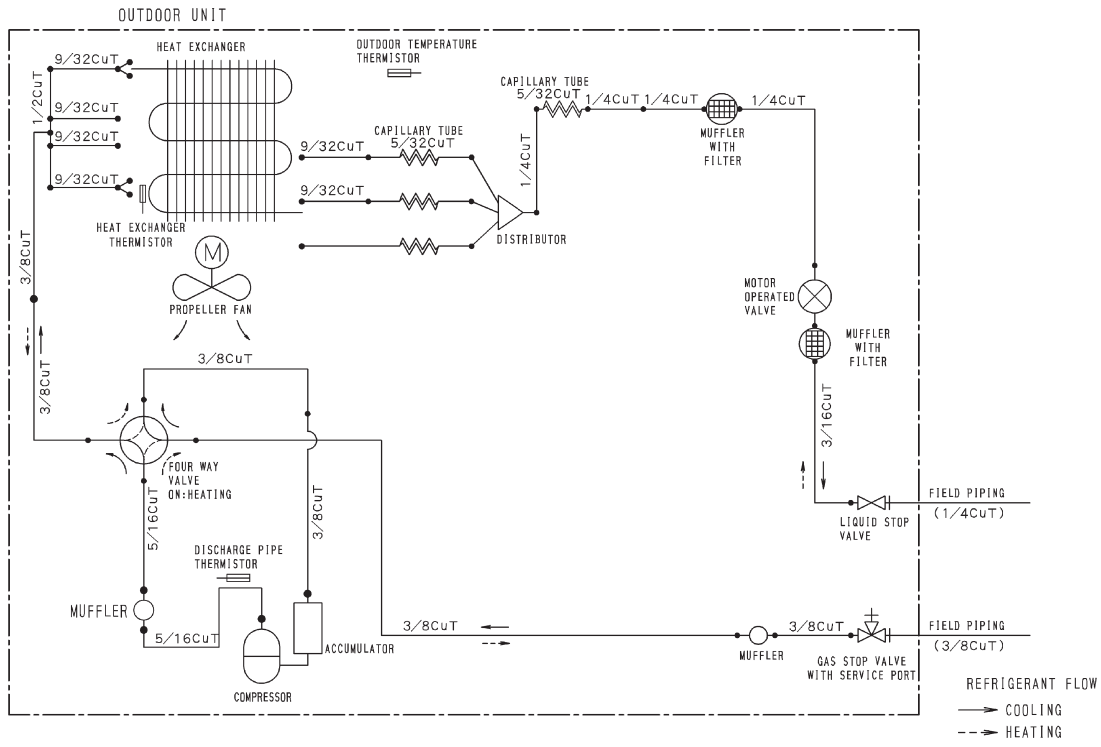 OUTDOOR UNIT
HEAT EXCHANGER
OUTDOOR TEMPERATURE
THERMISTOR
9/32CuT
1/2CuT
9/32CuT
9/32CuT
9/32CuT
CAPILLARY TUBE
5/32CuT
1/4CuT
1/4CuT
1/4CuT
MUFFLER
WITH
FILTER
CAPILLARY TUBE
5/32CuT
9/32CuT
9/32CuT
1/4CuT
DISTRIBUTOR
HEAT EXCHANGER
THERMISTOR
M
PROPELLER FAN
3/8CuT
MOTOR
OPERATED
VALVE
MUFFLER
WITH
FILTER
3/8CuT
3/8CuT
3/16CuT
FOUR WAY
VALVE
ON:HEATING
5/16CuT
3/8CuT
FIELD PIPING
(1/4CuT)
LIQUID STOP
VALVE
DISCHARGE PIPE
THERMISTOR
MUFFLER
5/16CuT
ACCUMULATOR
COMPRESSOR
3/8CuT
3/8CuT
MUFFLER
GAS STOP VALVE
WITH SERVICE PORT
FIELD PIPING
(3/8CuT)
REFRIGERANT FLOW
COOLING
HEATING